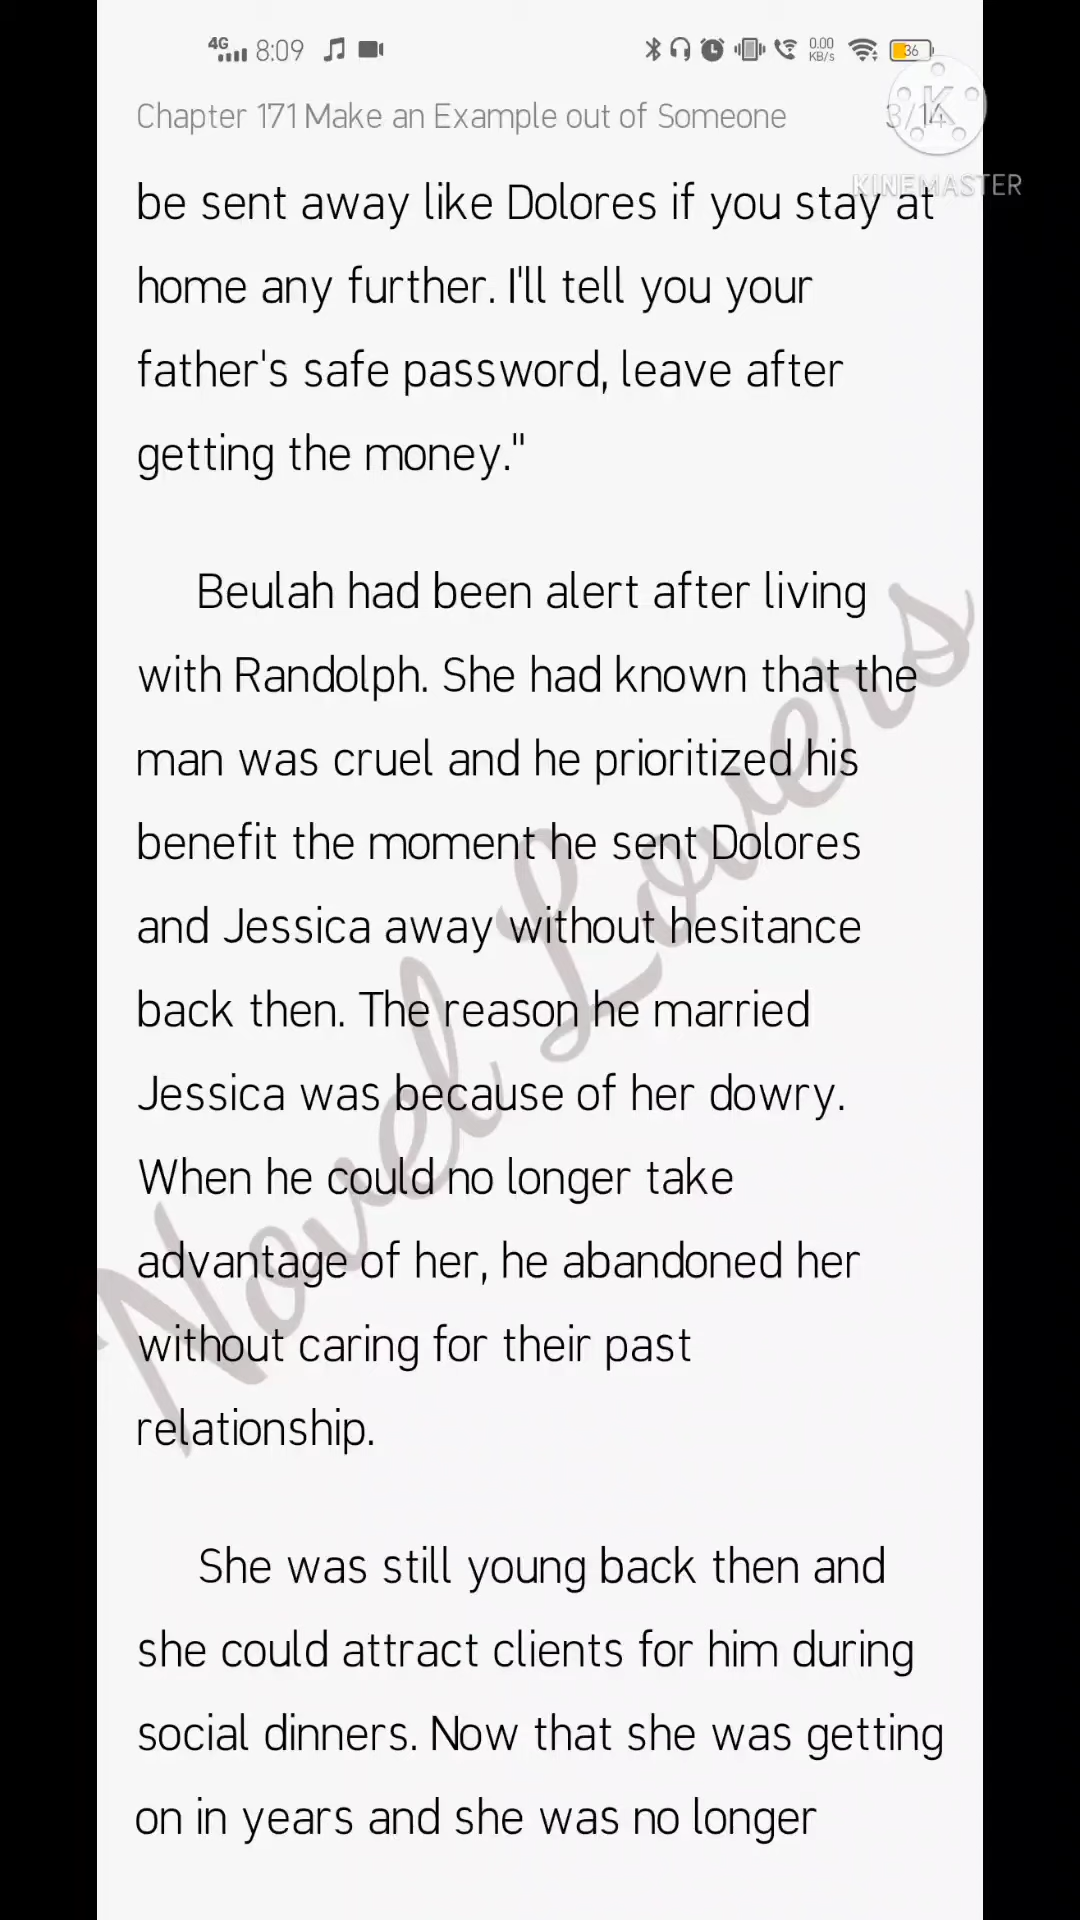 4G 8:09 0.00 KB/s 36
Chapter 171 Make an Example out of Someone 3/14
KINEMASTER
be sent away like Dolores if you stay at
home any further. I'll tell you your
father's safe password, leave after
getting the money."
Beulah had been alert after living
with Randolph. She had known that the
man was cruel and he prioritized his
benefit the moment he sent Dolores
and Jessica away without hesitance
back then. The reason he married
Jessica was because of her dowry.
When he could no longer take
advantage of her, he abandoned her
without caring for their past
relationship.
She was still young back then and
she could attract clients for him during
social dinners. Now that she was getting
on in years and she was no longer
Novel Lovers